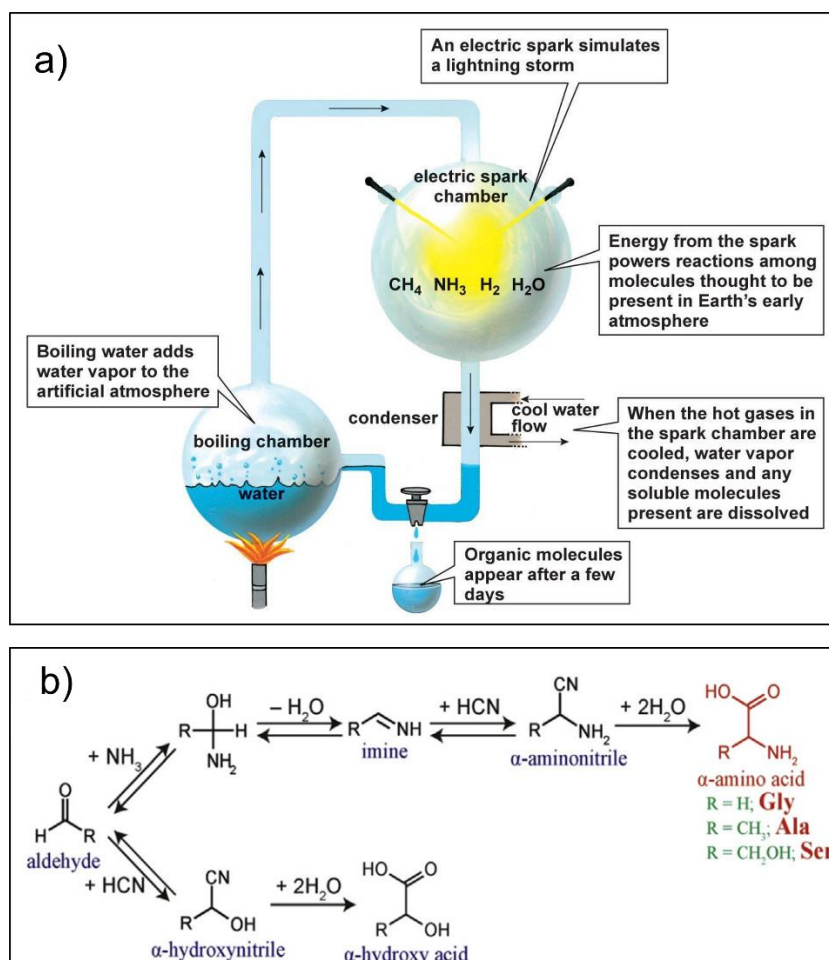 a)
An electric spark simulates
a lightning storm
electric spark
chamber
CH₄ NH₃ H₂ H₂O
Energy from the spark
powers reactions among
molecules thought to be
present in Earth's early
atmosphere
Boiling water adds
water vapor to the
artificial atmosphere
boiling chamber
water
condenser
cool water
flow
When the hot gases in
the spark chamber are
cooled, water vapor
condenses and any
soluble molecules
present are dissolved
Organic molecules
appear after a few
days
b)
OH
R H
NH₂
– H₂O
R NH
imine
+ HCN
CN
R NH₂
α-aminonitrile
+ 2H₂O
HO O
R NH₂
α-amino acid
R = H; Gly
R = CH₃; Ala
R = CH₂OH; Ser
+ NH₃
O
H R
aldehyde
+ HCN
CN
R OH
α-hydroxynitrile
+ 2H₂O
HO O
R OH
α-hydroxy acid